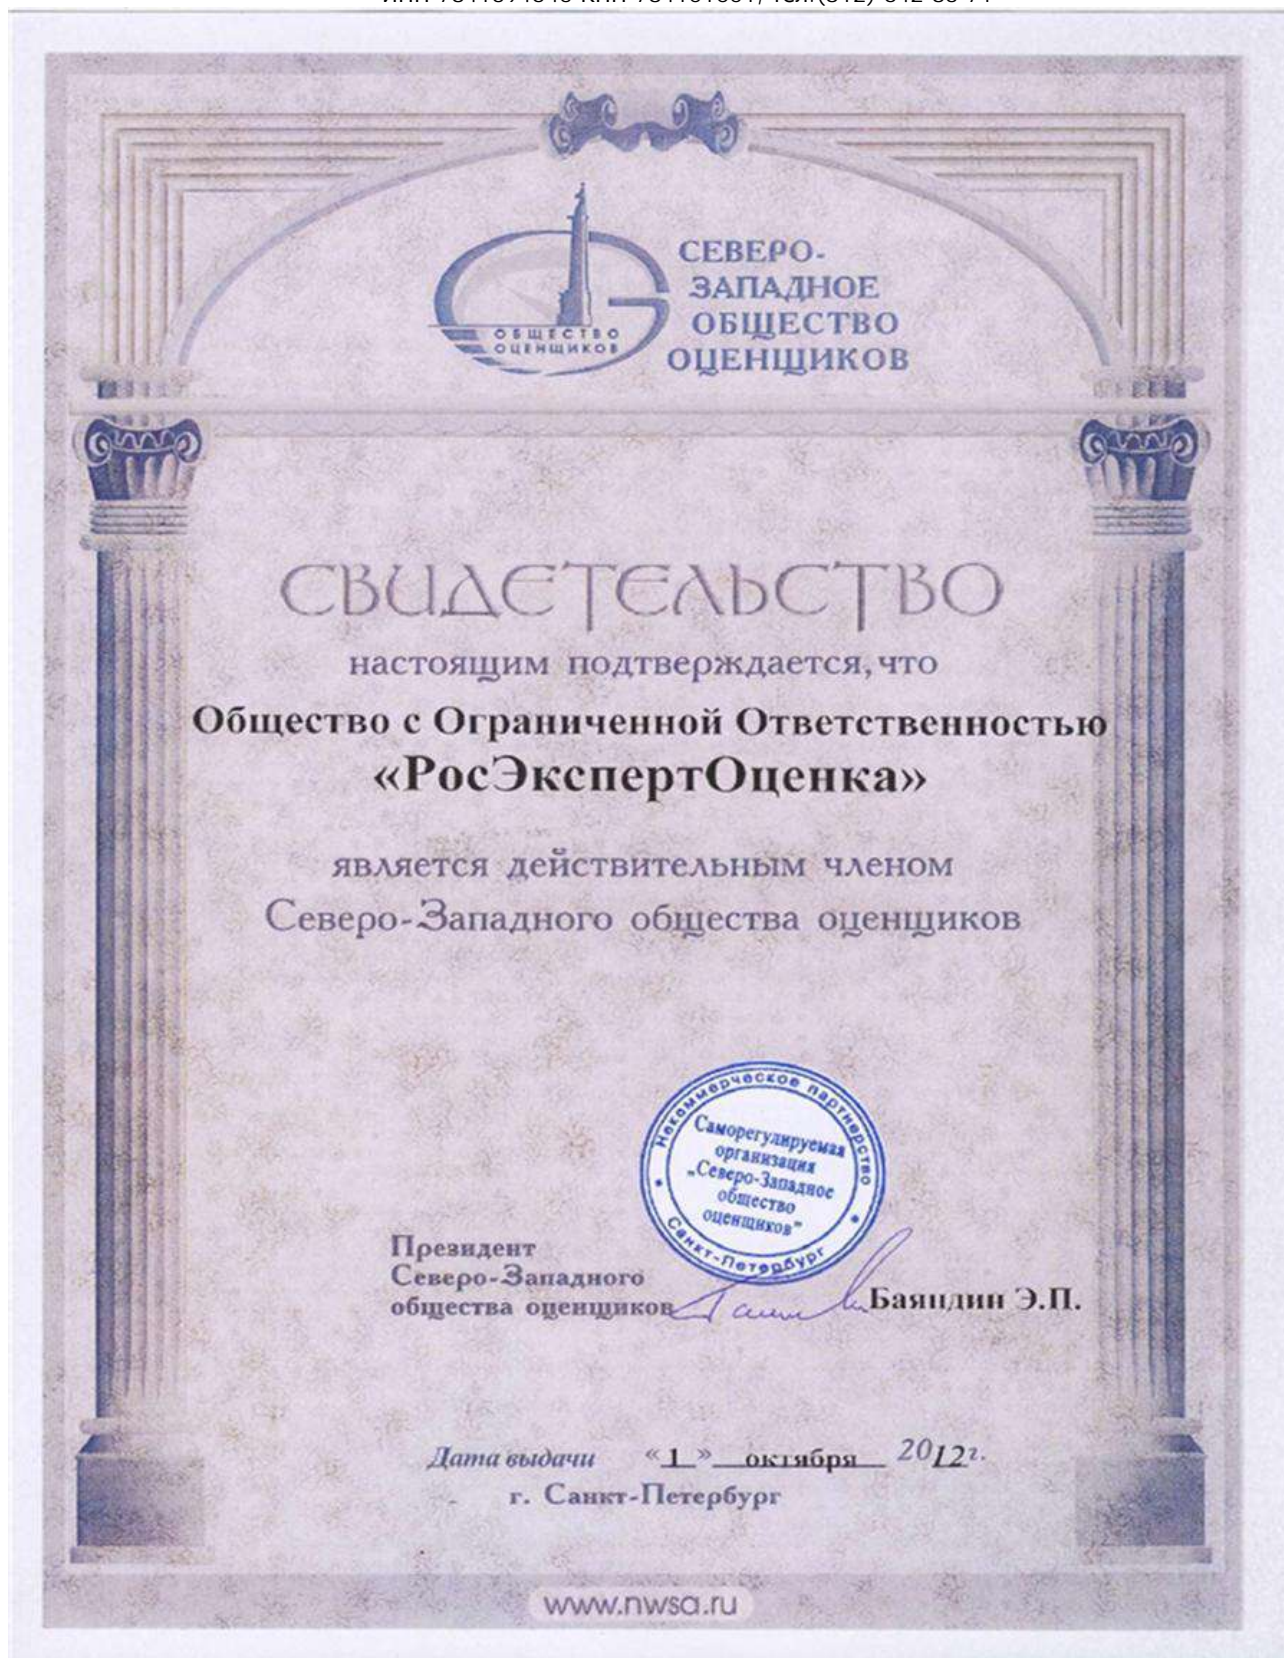 СЕВЕРО-
ЗАПАДНОЕ
ОБЩЕСТВО
ОЦЕНЩИКОВ
ОБЩЕСТВО
ОЦЕНЩИКОВ
СВИДЕТЕЛЬСТВО
настоящим подтверждается, что
Общество с Ограниченной Ответственностью
«РосЭкспертОценка»
является действительным членом
Северо-Западного общества оценщиков
Некоммерческое партнерство
Саморегулируемая
организация
„Северо-Западное
общество
оценщиков"
Санкт-Петербург
Президент
Северо-Западного
общества оценщиков
Баяндин Э.П.
Дата выдачи «1» октября 2012г.
г. Санкт-Петербург
www.nwsa.ru